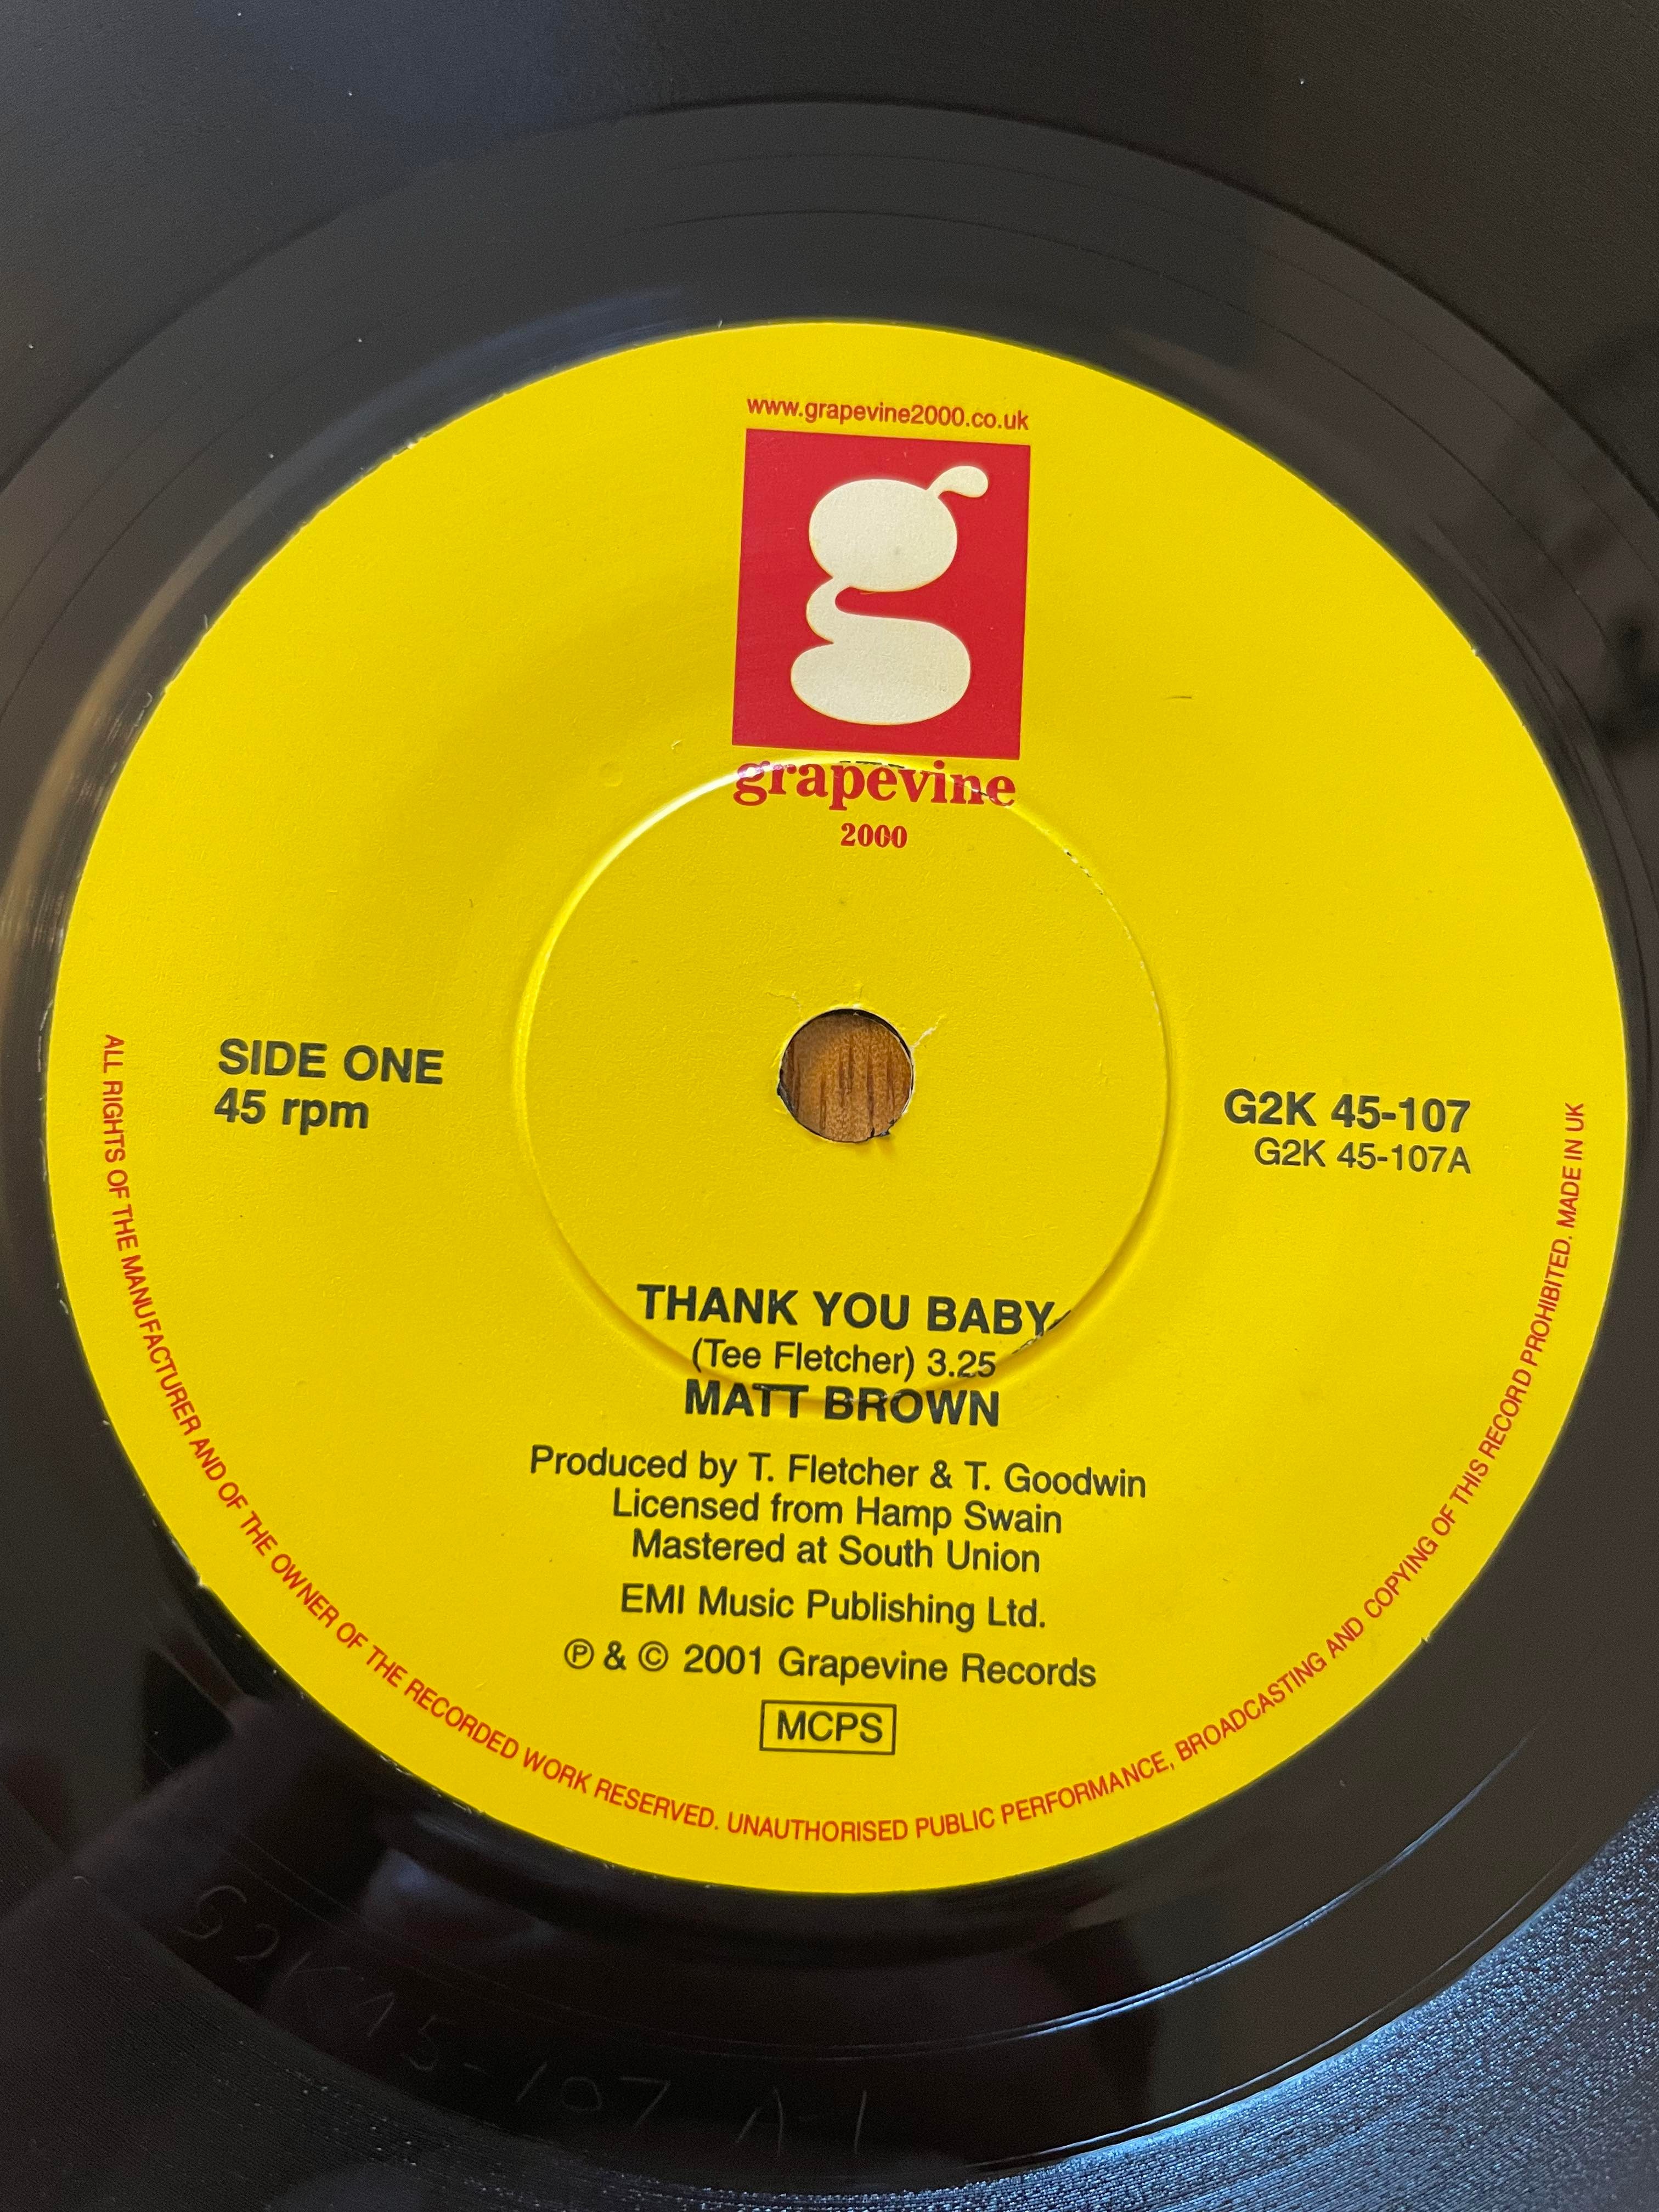 www.grapevine2000.co.uk
g
grapevine
2000
SIDE ONE
45 rpm
G2K 45-107
G2K 45-107A
THANK YOU BABY
(Tee Fletcher) 3.25
MATT BROWN
Produced by T. Fletcher & T. Goodwin
Licensed from Hamp Swain
Mastered at South Union
EMI Music Publishing Ltd.
Ⓟ & © 2001 Grapevine Records
MCPS
ALL RIGHTS OF THE MANUFACTURER AND OF THE OWNER OF THE RECORDED WORK RESERVED. UNAUTHORISED PUBLIC PERFORMANCE, BROADCASTING AND COPYING OF THIS RECORD PROHIBITED. MADE IN UK
G2K45-107 A-1